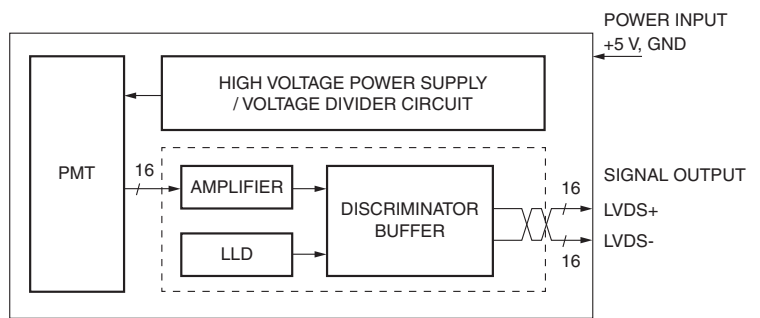 POWER INPUT
+5 V, GND
HIGH VOLTAGE POWER SUPPLY
/ VOLTAGE DIVIDER CIRCUIT
PMT
16
AMPLIFIER
LLD
DISCRIMINATOR
BUFFER
SIGNAL OUTPUT
16
LVDS+
LVDS-
16